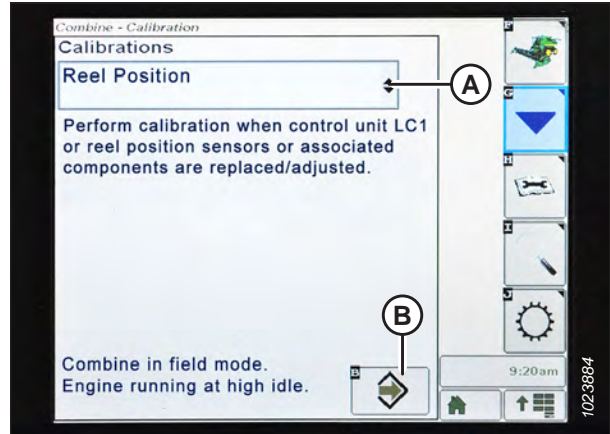 Combine - Calibration
Calibrations
Reel Position
A
Perform calibration when control unit LC1
or reel position sensors or associated
components are replaced/adjusted.
B
Combine in field mode.
Engine running at high idle.
B
F
G
H
I
J
9:20am
1023884